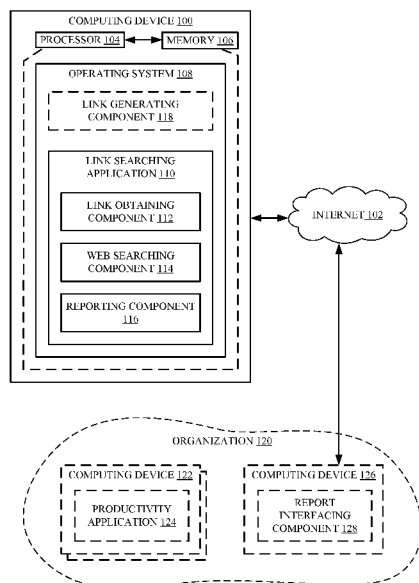 COMPUTING DEVICE 100
PROCESSOR 104
MEMORY 106
OPERATING SYSTEM 108
LINK GENERATING
COMPONENT 118
LINK SEARCHING
APPLICATION 110
LINK OBTAINING
COMPONENT 112
WEB SEARCHING
COMPONENT 114
REPORTING COMPONENT
116
INTERNET 102
ORGANIZATION 120
COMPUTING DEVICE 122
PRODUCTIVITY
APPLICATION 124
COMPUTING DEVICE 126
REPORT
INTERFACING
COMPONENT 128